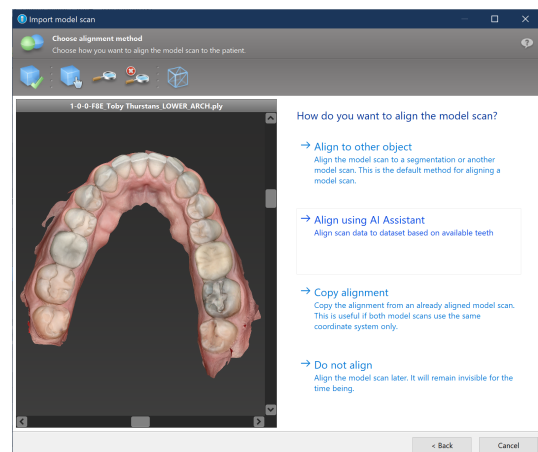 Import model scan
Choose alignment method
Choose how you want to align the model scan to the patient.
1-0-0-F8E_Toby Thurstans_LOWER_ARCH.ply
How do you want to align the model scan?
Align to other object
Align the model scan to a segmentation or another
model scan. This is the default method for aligning a
model scan.
Align using AI Assistant
Align scan data to dataset based on available teeth
Copy alignment
Copy the alignment from an already aligned model scan.
This is useful if both model scans use the same
coordinate system only.
Do not align
Align the model scan later. It will remain invisible for the
time being.
< Back
Cancel